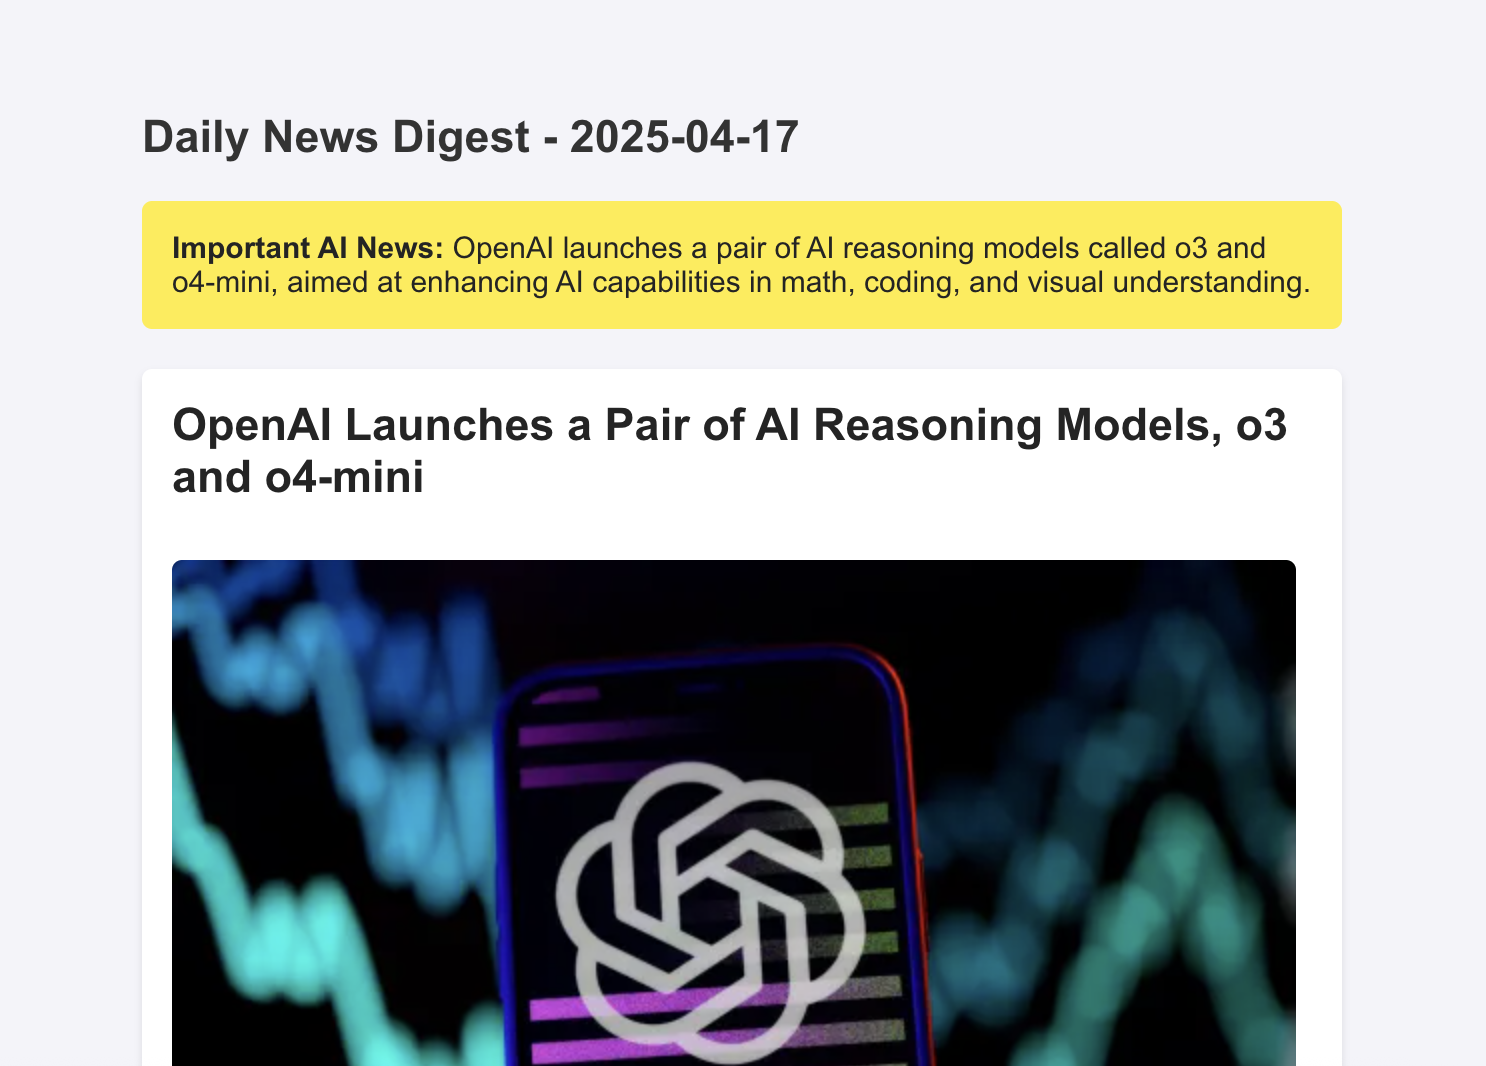 Daily News Digest - 2025-04-17
Important AI News: OpenAI launches a pair of AI reasoning models called o3 and
o4-mini, aimed at enhancing AI capabilities in math, coding, and visual understanding.
OpenAI Launches a Pair of AI Reasoning Models, o3
and o4-mini